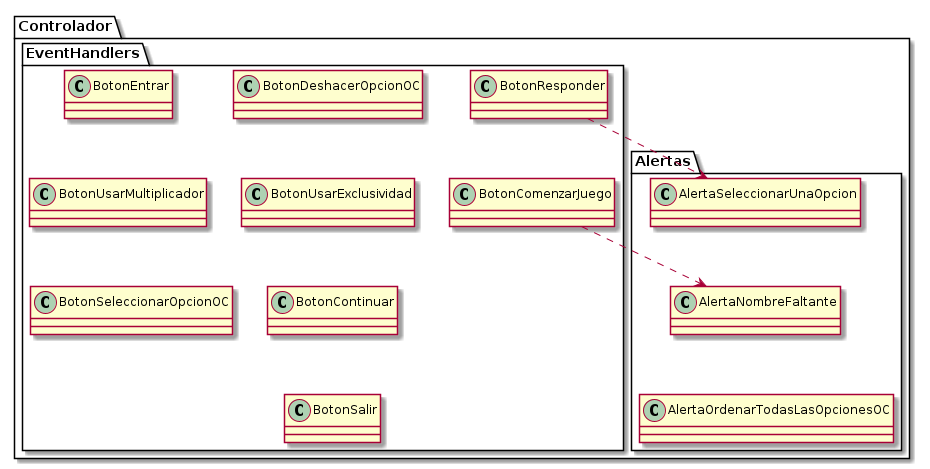 Controlador
EventHandlers
C BotonEntrar
C BotonDeshacerOpcionOC
C BotonResponder
Alertas
C BotonUsarMultiplicador
C BotonUsarExclusividad
C BotonComenzarJuego
C AlertaSeleccionarUnaOpcion
C BotonSeleccionarOpcionOC
C BotonContinuar
C AlertaNombreFaltante
C BotonSalir
C AlertaOrdenarTodasLasOpcionesOC